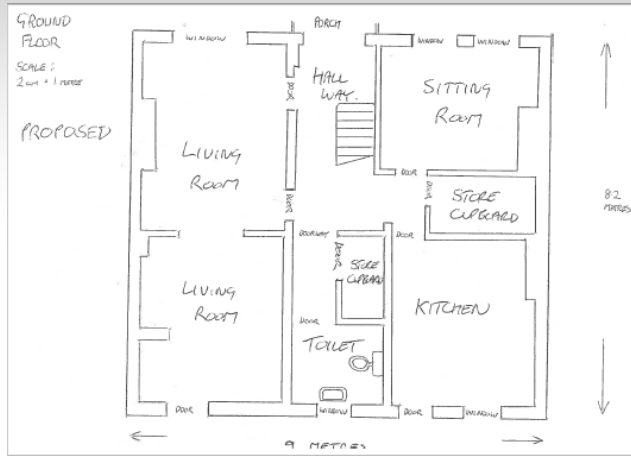 GROUND
FLOOR
SCALE:
2cm = 1 METRE
PROPOSED
PORCH
WINDOW
WINDOW
WINDOW
HALL
WAY.
DOOR
SITTING
ROOM
LIVING
ROOM
DOOR
DOOR
DOOR
STORE
CUPBOARD
8.2
METRES
DOORWAY
DOOR
DOOR
STORE
CUPBOARD
LIVING
ROOM
KITCHEN
DOOR
TOILET
DOOR
WINDOW
DOOR
WINDOW
9 METRES